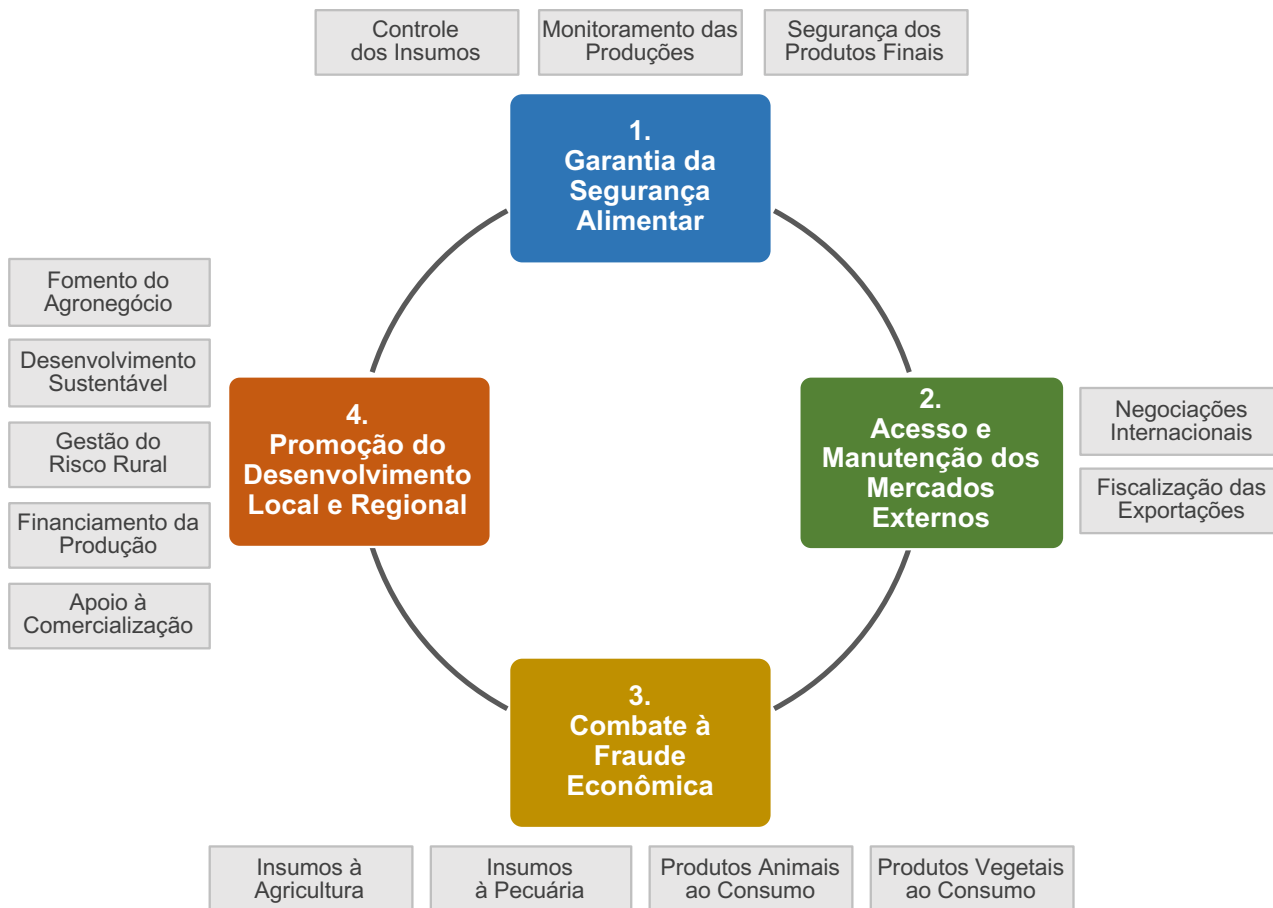 Controle
dos Insumos
Monitoramento das
Produções
Segurança dos
Produtos Finais
1.
Garantia da
Segurança
Alimentar
Fomento do
Agronegócio
Desenvolvimento
Sustentável
Gestão do
Risco Rural
Financiamento da
Produção
Apoio à
Comercialização
4.
Promoção do
Desenvolvimento
Local e Regional
2.
Acesso e
Manutenção dos
Mercados
Externos
Negociações
Internacionais
Fiscalização das
Exportações
3.
Combate à
Fraude
Econômica
Insumos à
Agricultura
Insumos
à Pecuária
Produtos Animais
ao Consumo
Produtos Vegetais
ao Consumo